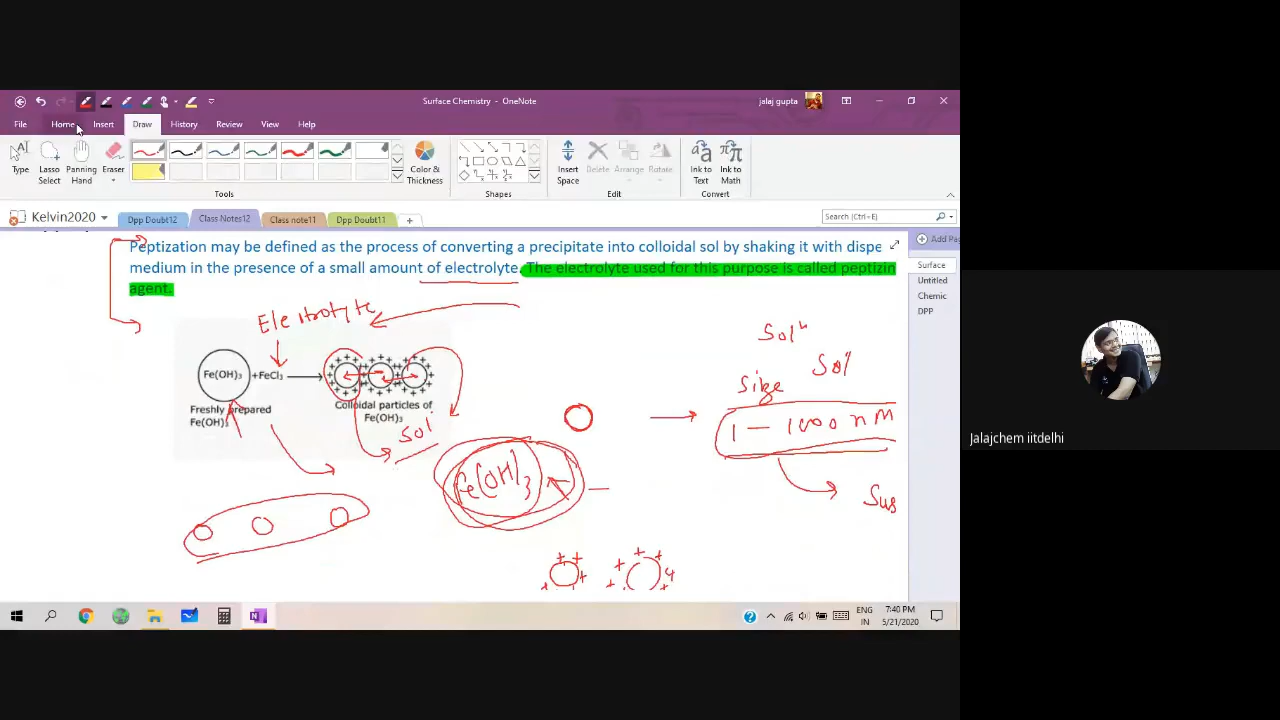 Surface Chemistry - OneNote
jalaj gupta
File Home Insert Draw History Review View Help
Type
Lasso Select
Panning Hand
Eraser
Color & Thickness
Insert Space
Delete
Arrange
Rotate
Ink to Text
Ink to Math
Tools
Shapes
Edit
Convert
Kelvin2020
Dpp Doubt12
Class Notes12
Class note11
Dpp Doubt11
+
Search (Ctrl+E)
Peptization may be defined as the process of converting a precipitate into colloidal sol by shaking it with dispe
medium in the presence of a small amount of electrolyte. The electrolyte used for this purpose is called peptizin
agent.
Add Pag
Surface
Untitled
Chemic
DPP
Electrolyte
Fe(OH)₃ +FeCl₃
Freshly prepared
Fe(OH)₃
Colloidal particles of
Fe(OH)₃
Sol
Fe(OH)₃
Solⁿ
Sol
Size
1 - 1000 nM
Sus
Jalajchem iitdelhi
ENG
IN
7:40 PM
5/21/2020